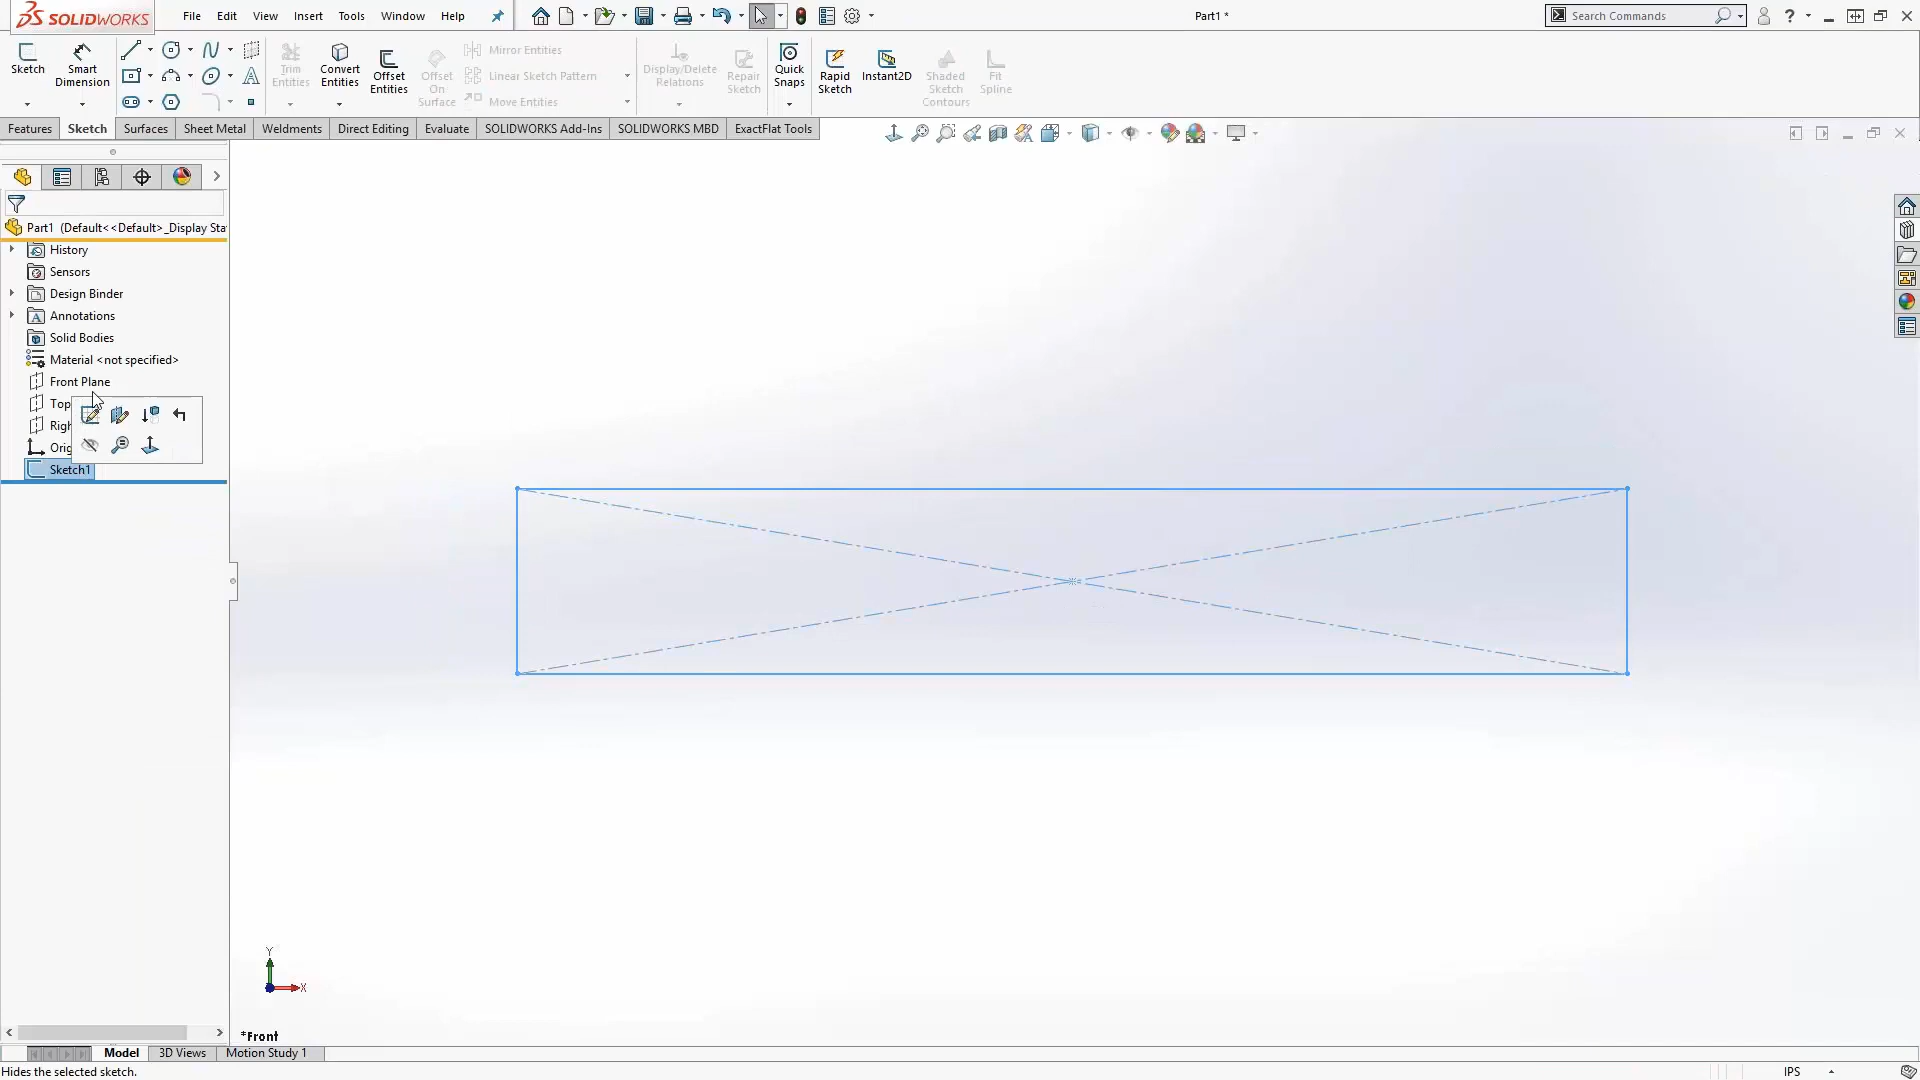 SOLIDWORKS
File Edit View Insert Tools Window Help
Part1 *
Search Commands
Sketch
Smart Dimension
Trim Entities
Convert Entities
Offset Entities
Offset On Surface
Mirror Entities
Linear Sketch Pattern
Move Entities
Display/Delete Relations
Repair Sketch
Quick Snaps
Rapid Sketch
Instant2D
Shaded Sketch Contours
Fit Spline
Features Sketch Surfaces Sheet Metal Weldments Direct Editing Evaluate SOLIDWORKS Add-Ins SOLIDWORKS MBD ExactFlat Tools
Part1 (Default<<Default>_Display Sta
History
Sensors
Design Binder
Annotations
Solid Bodies
Material <not specified>
Front Plane
Top
Righ
Orig
Sketch1
Y
X
*Front
Model 3D Views Motion Study 1
Hides the selected sketch.
IPS